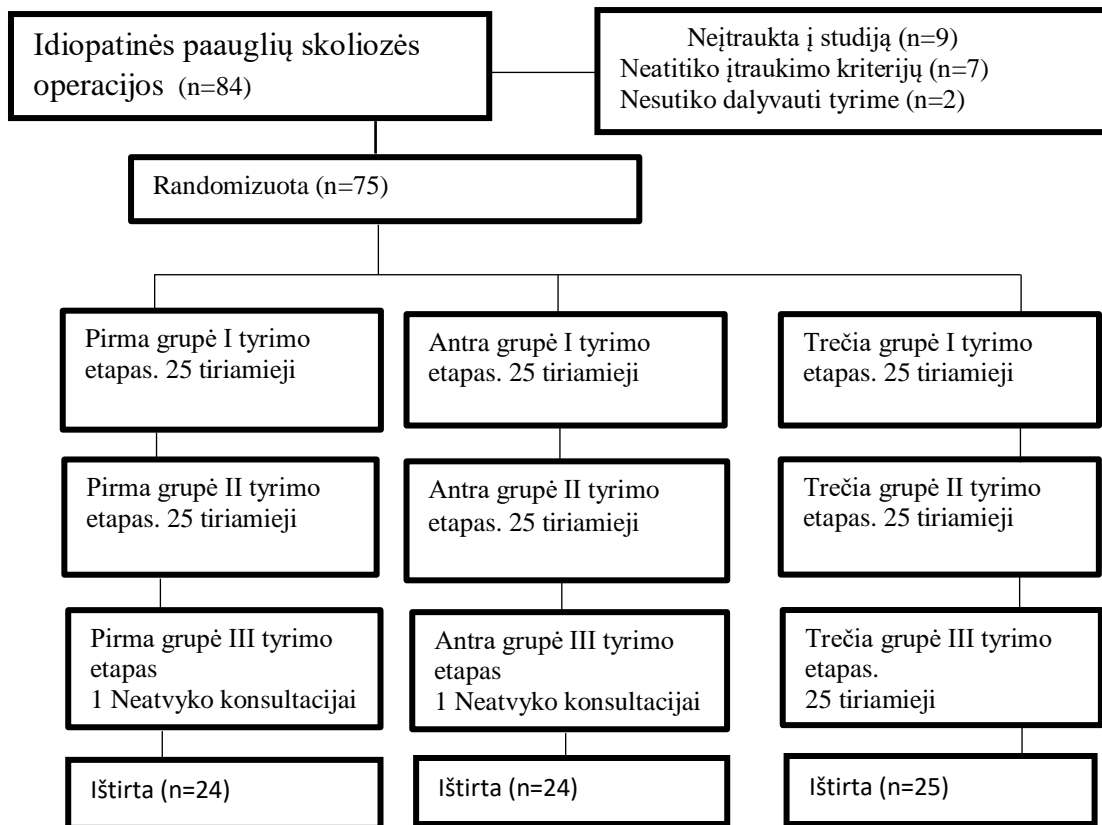 Idiopatinės paauglių skoliozės
operacijos (n=84)
Neįtraukta į studiją (n=9)
Neatitiko įtraukimo kriterijų (n=7)
Nesutiko dalyvauti tyrime (n=2)
Randomizuota (n=75)
Pirma grupė I tyrimo
etapas. 25 tiriamieji
Antra grupė I tyrimo
etapas. 25 tiriamieji
Trečia grupė I tyrimo
etapas. 25 tiriamieji
Pirma grupė II tyrimo
etapas. 25 tiriamieji
Antra grupė II tyrimo
etapas. 25 tiriamieji
Trečia grupė II tyrimo
etapas. 25 tiriamieji
Pirma grupė III tyrimo
etapas
1 Neatvyko konsultacijai
Antra grupė III tyrimo
etapas
1 Neatvyko konsultacijai
Trečia grupė III tyrimo
etapas.
25 tiriamieji
Ištirta (n=24)
Ištirta (n=24)
Ištirta (n=25)